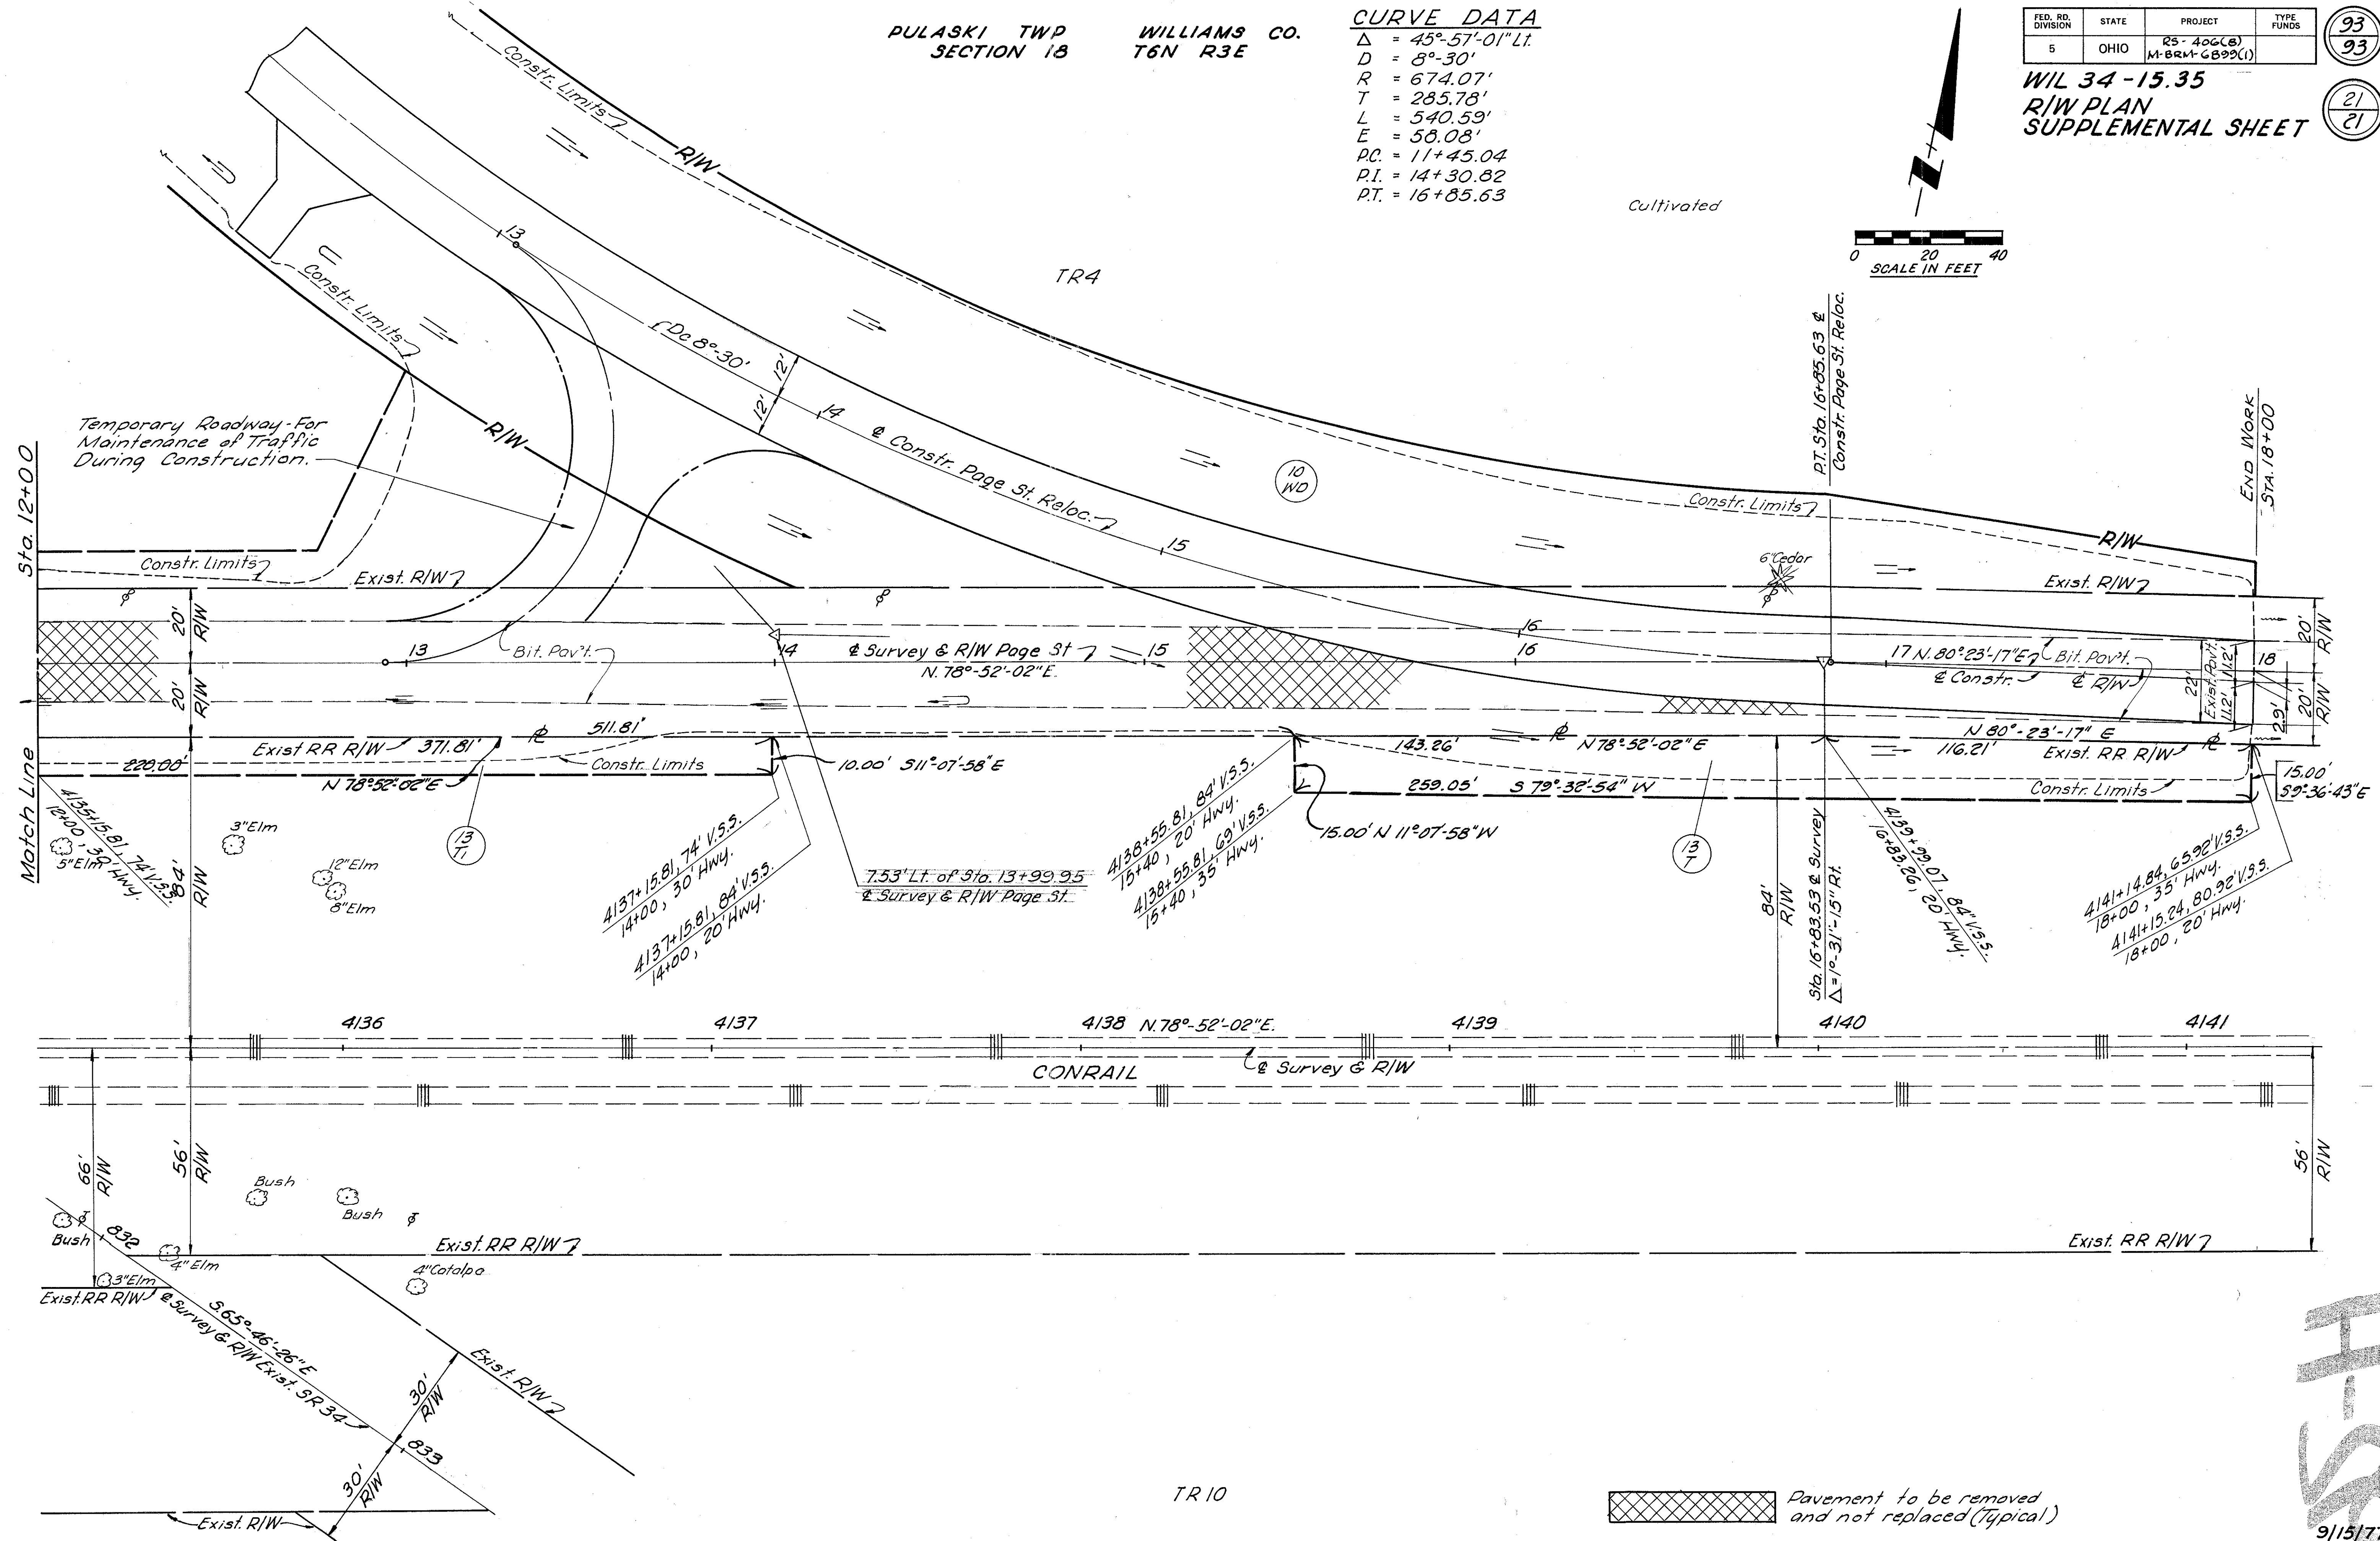 PULASKI TWP WILLIAMS CO.
SECTION 18 T6N R3E
CURVE DATA
Δ = 45°-57'-01" Lt.
D = 8°-30'
R = 674.07'
T = 285.78'
L = 540.59'
E = 58.08'
P.C. = 11+45.04
P.I. = 14+30.82
P.T. = 16+85.63
FED. RD. DIVISION STATE PROJECT TYPE FUNDS
5 OHIO RS-406(8)
M-BRM-6899(1)
93
93
WIL 34-15.35
R/W PLAN
SUPPLEMENTAL SHEET
21
21
N
0 20 40
SCALE IN FEET
Cultivated
Constr. Limits
R/W
Constr. Limits
13
TR4
Dc 8°-30'
12'
12'
14
R/W
℄ Constr. Page St. Reloc.
15
10
WD
Temporary Roadway-For
Maintenance of Traffic
During Construction.
P.T. Sta. 16+85.63 ℄
Constr. Page St. Reloc.
END WORK
STA. 18+00
Constr. Limits
R/W
6"Cedar
Exist. R/W
Sta. 12+00
Match Line
Constr. Limits
Exist. R/W
20'
R/W
20'
R/W
13
Bit. Pav't.
14
℄ Survey & R/W Page St
15
N. 78°-52'-02"E.
16
16
17
N. 80°-23'-17"E
Bit. Pav't.
℄ Constr.
℄ R/W
22'
Exist. Pav't.
11.2'
11.2'
18
2.9'
20'
R/W
20'
R/W
Exist RR R/W
371.81'
511.81'
220.00'
Constr. Limits
N 78°-52'-02"E
10.00' S11°-07'-58"E
143.26'
N78°-52'-02"E
N 80°-23'-17" E
116.21'
Exist. RR R/W
259.05' S 79°-32'-54" W
Constr. Limits
15.00'
S9°-36'-43"E
15.00' N 11°-07'-58"W
13
T1
13
T
4135+15.81, 74' V.S.S.
12+00, 30' Hwy.
84'
R/W
3"Elm
5"Elm
12"Elm
8"Elm
4137+15.81, 74' V.S.S.
14+00, 30' Hwy.
4137+15.81, 84' V.S.S.
14+00, 20' Hwy.
7.53' Lt. of Sta. 13+99.95
℄ Survey & R/W Page St.
4138+55.81, 84' V.S.S.
15+40, 20' Hwy.
4138+55.81, 69' V.S.S.
15+40, 35' Hwy.
84'
R/W
Sta. 16+83.53 ℄ Survey
Δ=1°-31'-15" Rt.
4139+99.07, 84' V.S.S.
16+83.26, 20' Hwy.
4141+14.84, 65.92' V.S.S.
18+00, 35' Hwy.
4141+15.24, 80.92' V.S.S.
18+00, 20' Hwy.
4136 4137 4138 N.78°-52'-02"E. 4139 4140 4141
CONRAIL
℄ Survey & R/W
66'
R/W
56'
R/W
56'
R/W
Bush
Bush
Bush
832
4" Elm
3"Elm
Exist. RR R/W
4"Catalpa
Exist. RR R/W
Exist. RR R/W
S.65°-46'-26"E
℄ Survey & R/W Exist. SR 34
Exist. R/W
30'
R/W
833
30'
R/W
Exist. R/W
TR 10
Pavement to be removed
and not replaced (Typical)
9/15/77